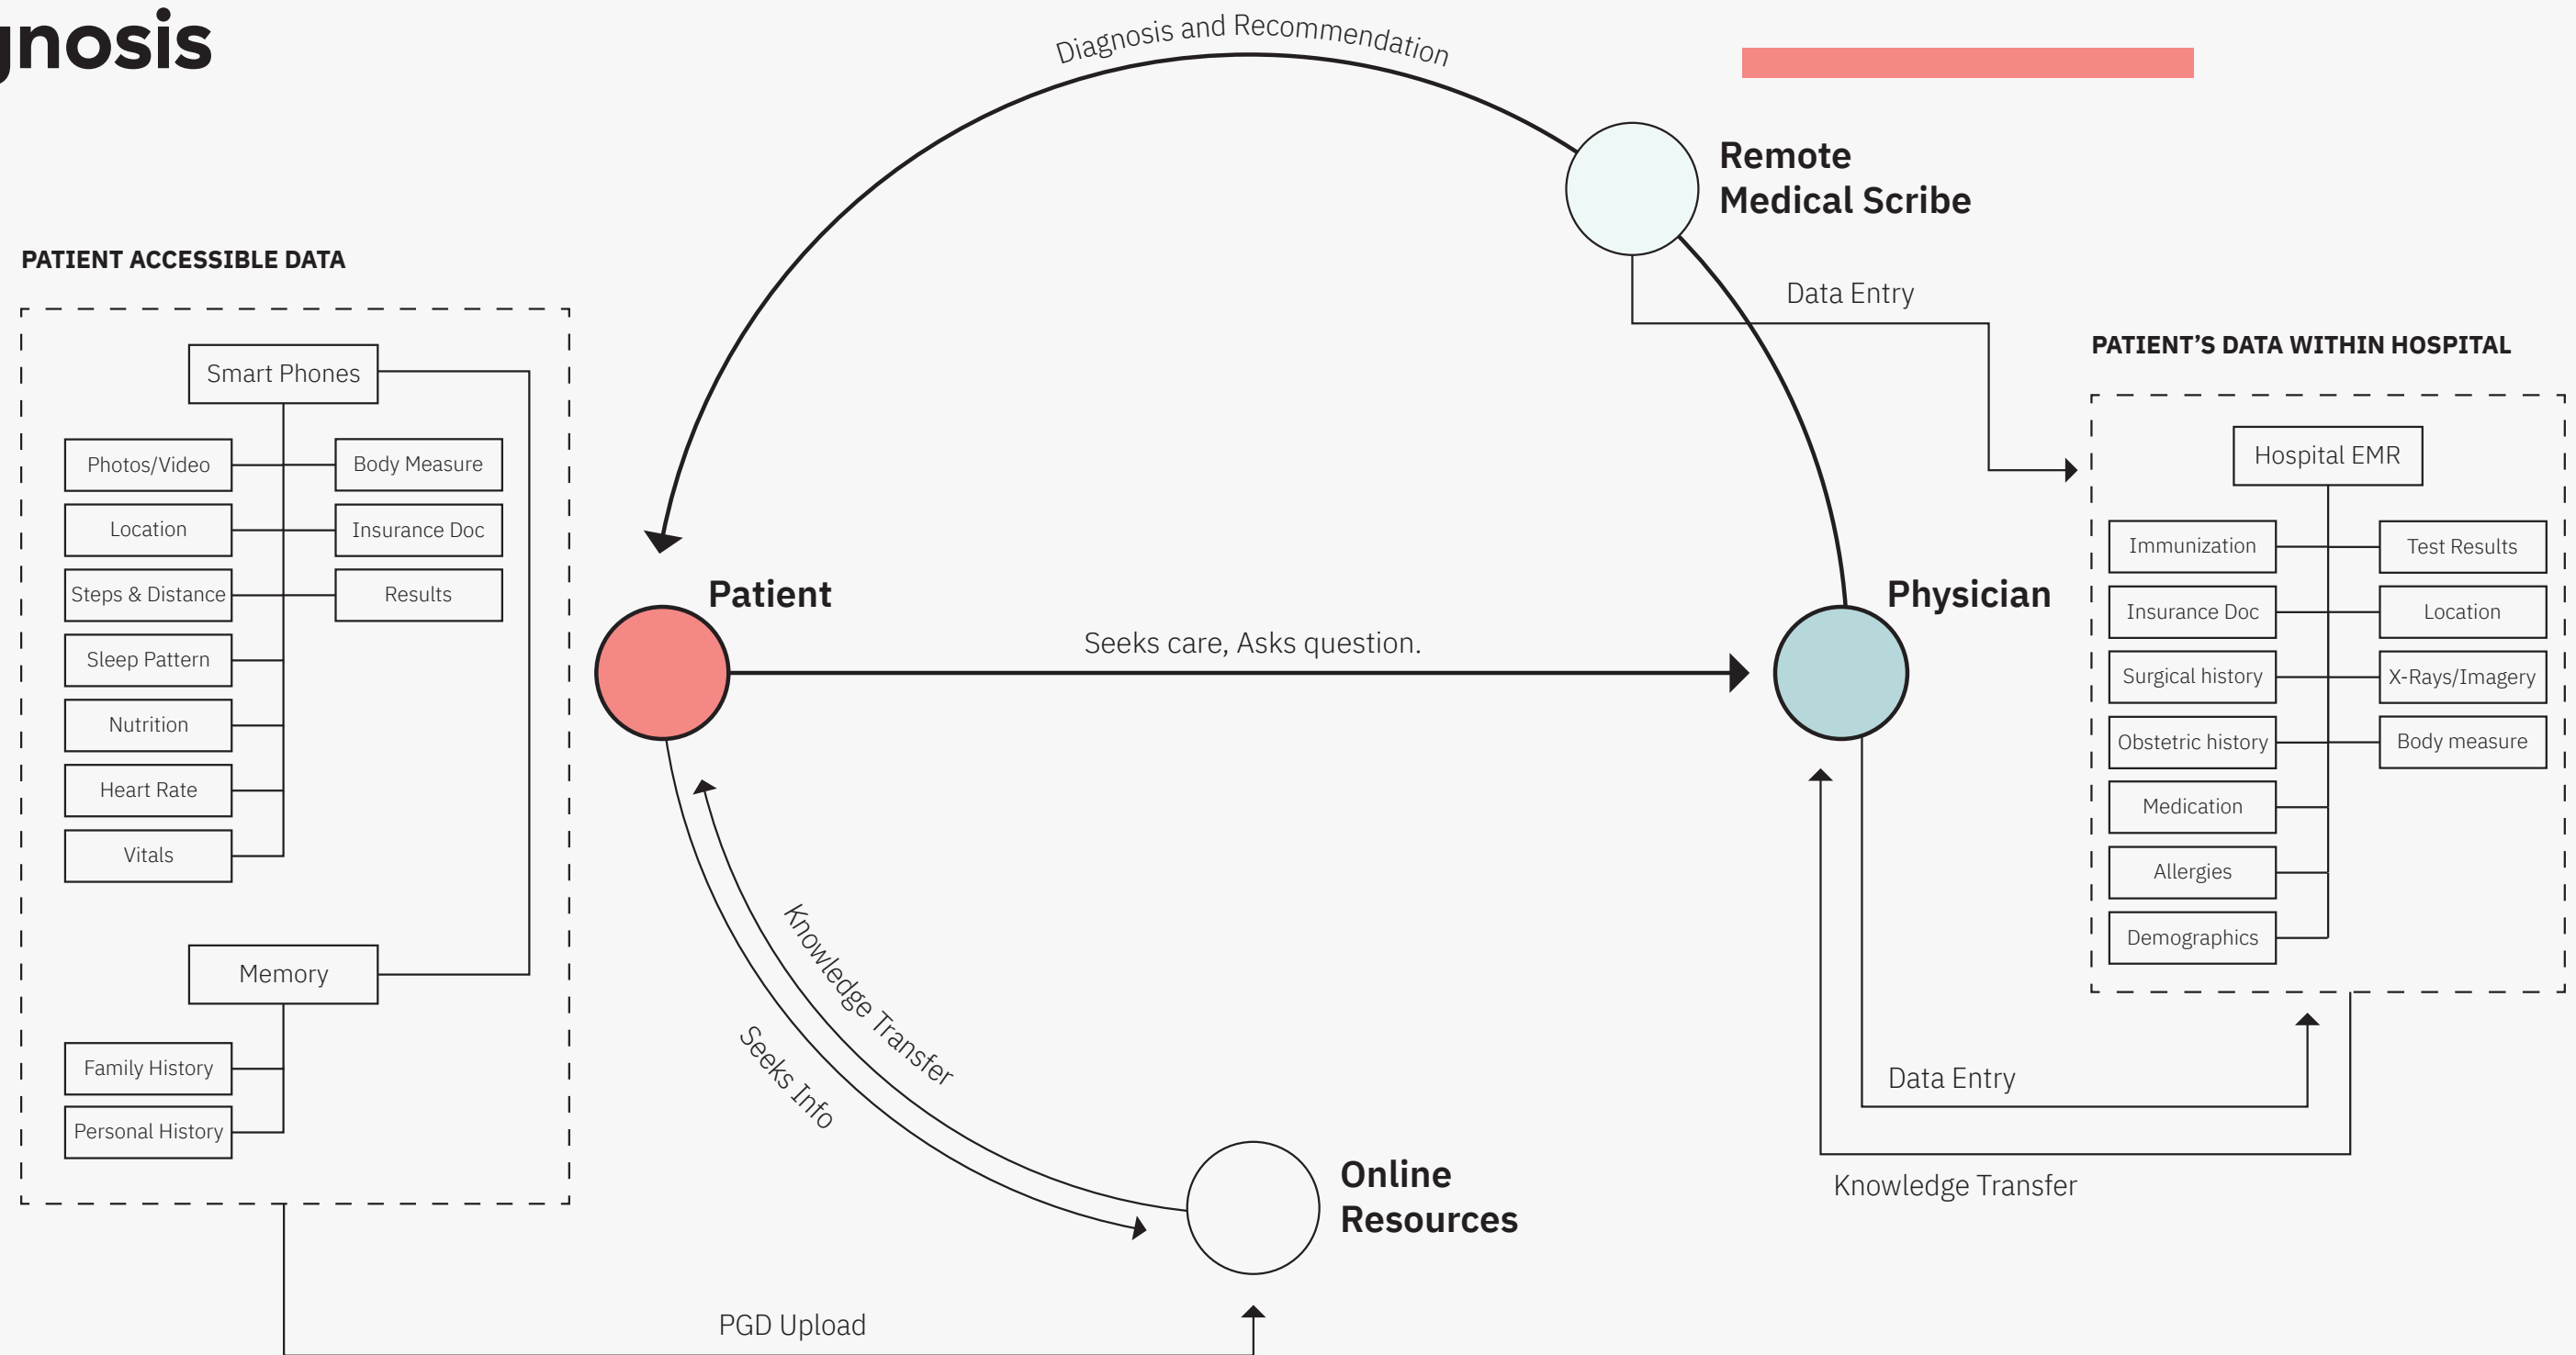 gnosis
Diagnosis and Recommendation
Remote
Medical Scribe
Data Entry
PATIENT ACCESSIBLE DATA
Smart Phones
Photos/Video
Body Measure
Location
Insurance Doc
Steps & Distance
Results
Sleep Pattern
Nutrition
Heart Rate
Vitals
Memory
Family History
Personal History
Patient
Seeks care, Asks question.
Physician
PATIENT’S DATA WITHIN HOSPITAL
Hospital EMR
Immunization
Test Results
Insurance Doc
Location
Surgical history
X-Rays/Imagery
Obstetric history
Body measure
Medication
Allergies
Demographics
Knowledge Transfer
Seeks Info
Online
Resources
Data Entry
Knowledge Transfer
PGD Upload